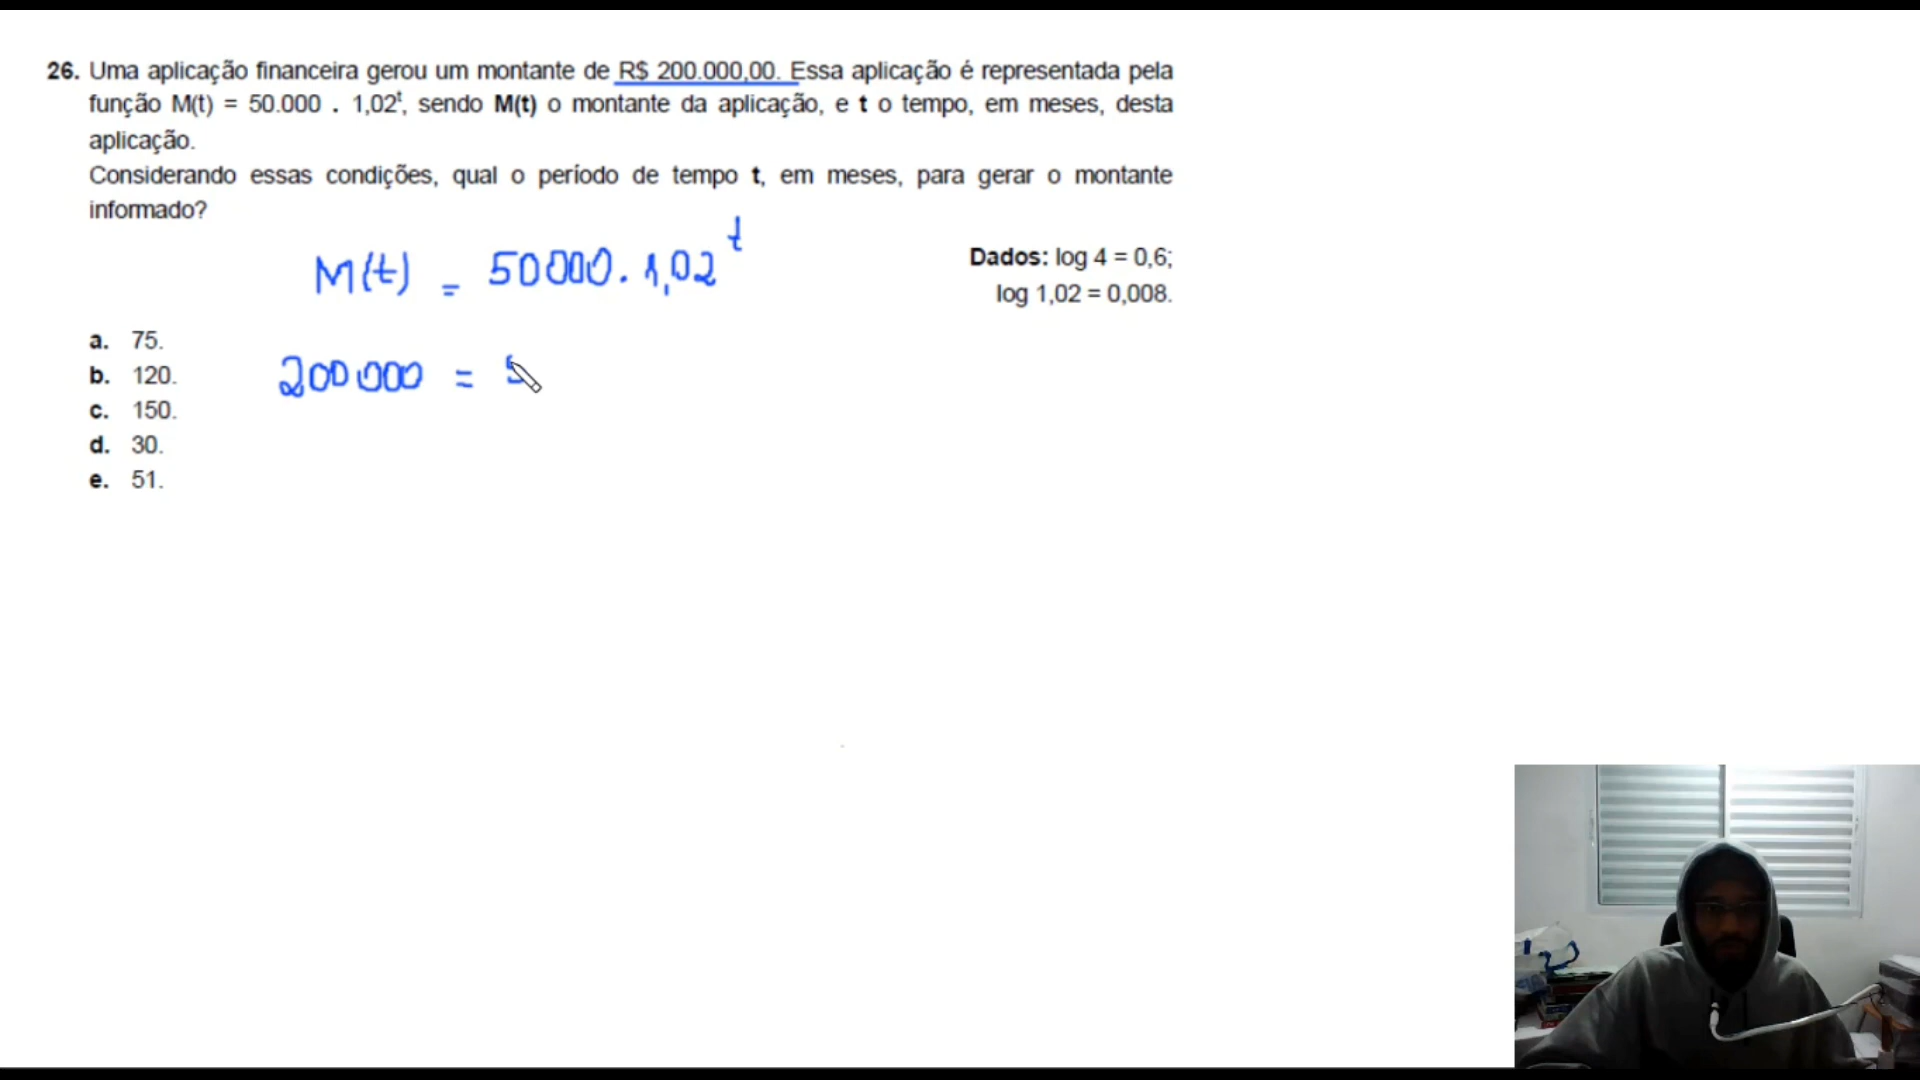 26. Uma aplicação financeira gerou um montante de R$ 200.000,00. Essa aplicação é representada pela
função M(t) = 50.000 . 1,02ᵗ, sendo M(t) o montante da aplicação, e t o tempo, em meses, desta
aplicação.
Considerando essas condições, qual o período de tempo t, em meses, para gerar o montante
informado?
M(t) = 50000.1,02ᵗ
Dados: log 4 = 0,6;
log 1,02 = 0,008.
a. 75.
b. 120.
c. 150.
d. 30.
e. 51.
200000 =